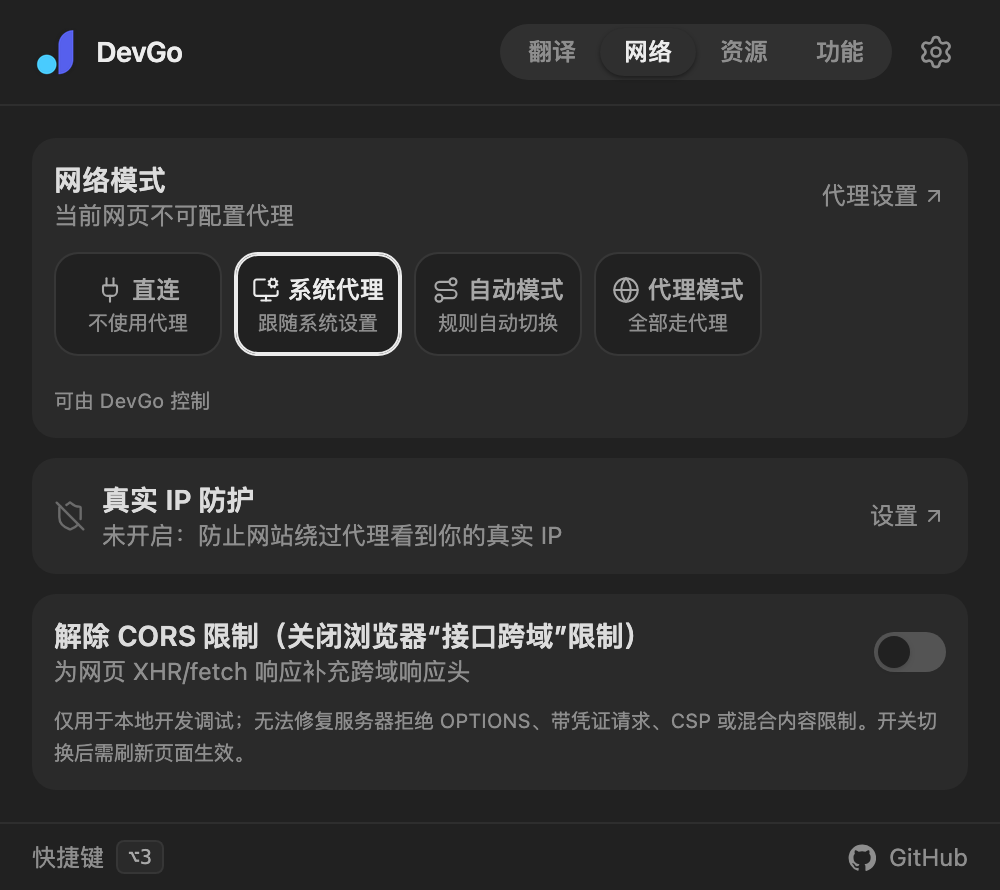 DevGo
翻译 网络 资源 功能
网络模式
当前网页不可配置代理
代理设置
直连
不使用代理
系统代理
跟随系统设置
自动模式
规则自动切换
代理模式
全部走代理
可由 DevGo 控制
真实 IP 防护
未开启：防止网站绕过代理看到你的真实 IP
设置
解除 CORS 限制（关闭浏览器“接口跨域”限制）
为网页 XHR/fetch 响应补充跨域响应头
仅用于本地开发调试；无法修复服务器拒绝 OPTIONS、带凭证请求、CSP 或混合内容限制。开关切
换后需刷新页面生效。
快捷键 ⌥3
GitHub